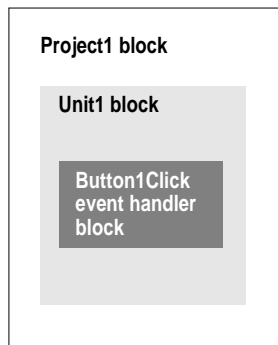 Project1 block
Unit1 block
Button1Click
event handler
block